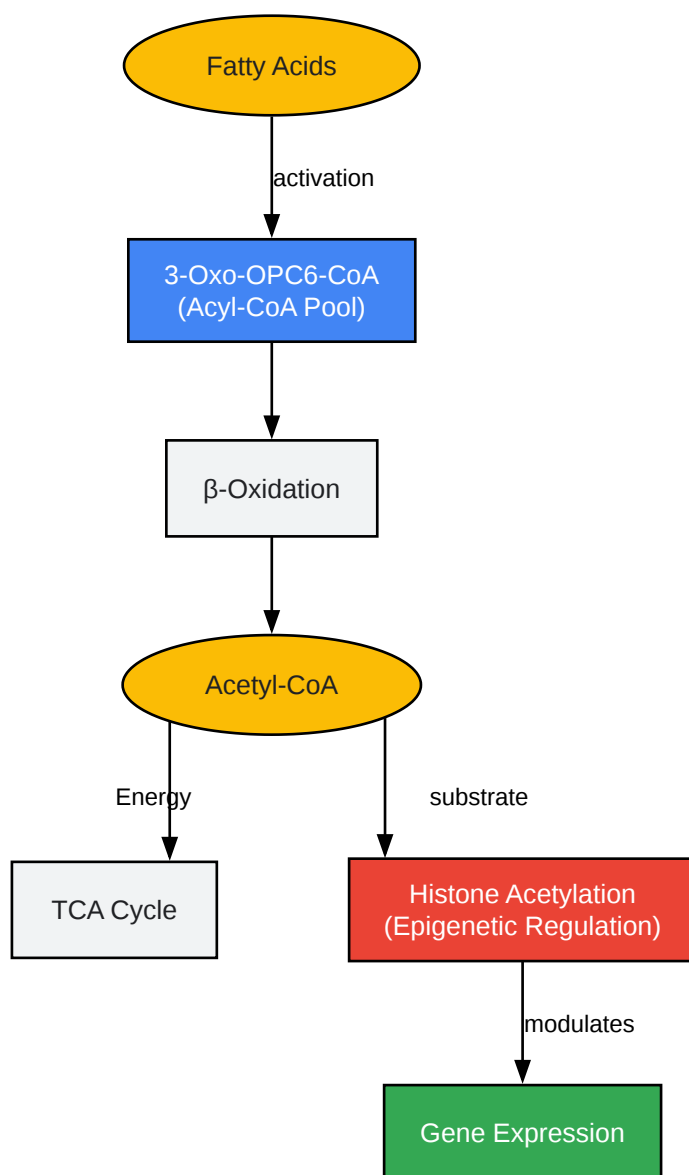 Fatty Acids
activation
3-Oxo-OPC6-CoA
(Acyl-CoA Pool)
β-Oxidation
Acetyl-CoA
Energy
substrate
TCA Cycle
Histone Acetylation
(Epigenetic Regulation)
modulates
Gene Expression